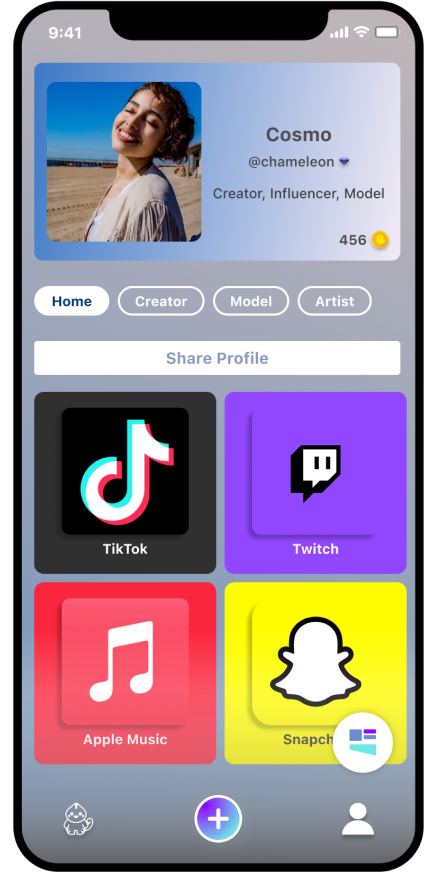 9:41
Cosmo
@chameleon
Creator, Influencer, Model
456
Home Creator Model Artist
Share Profile
TikTok Twitch
Apple Music Snapch